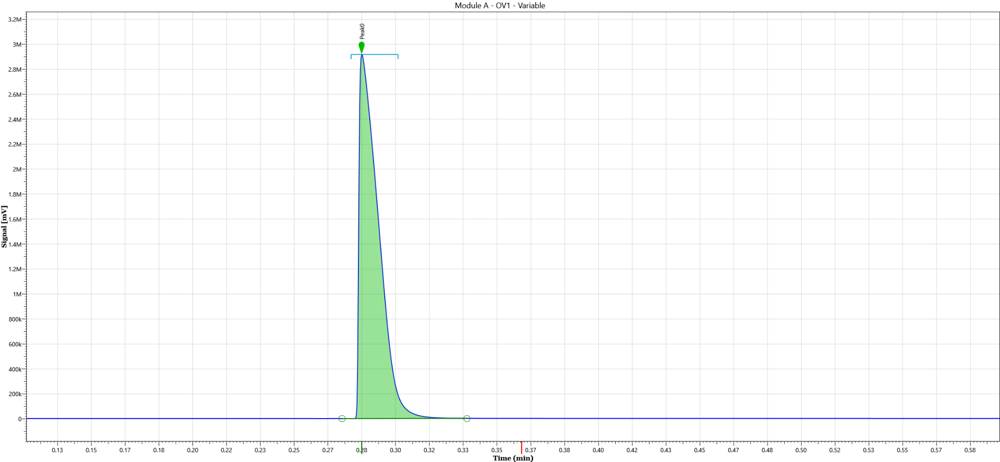 Module A - OV1 - Variable
Peak0
3.2M
3M
2.8M
2.6M
2.4M
2.2M
2M
1.8M
1.6M
1.4M
1.2M
1M
800k
600k
400k
200k
0
Signal [mV]
0.13 0.15 0.17 0.18 0.20 0.22 0.23 0.25 0.27 0.28 0.30 0.32 0.33 0.35 0.37 0.38 0.40 0.42 0.43 0.45 0.47 0.48 0.50 0.52 0.53 0.55 0.57 0.58
Time (min)